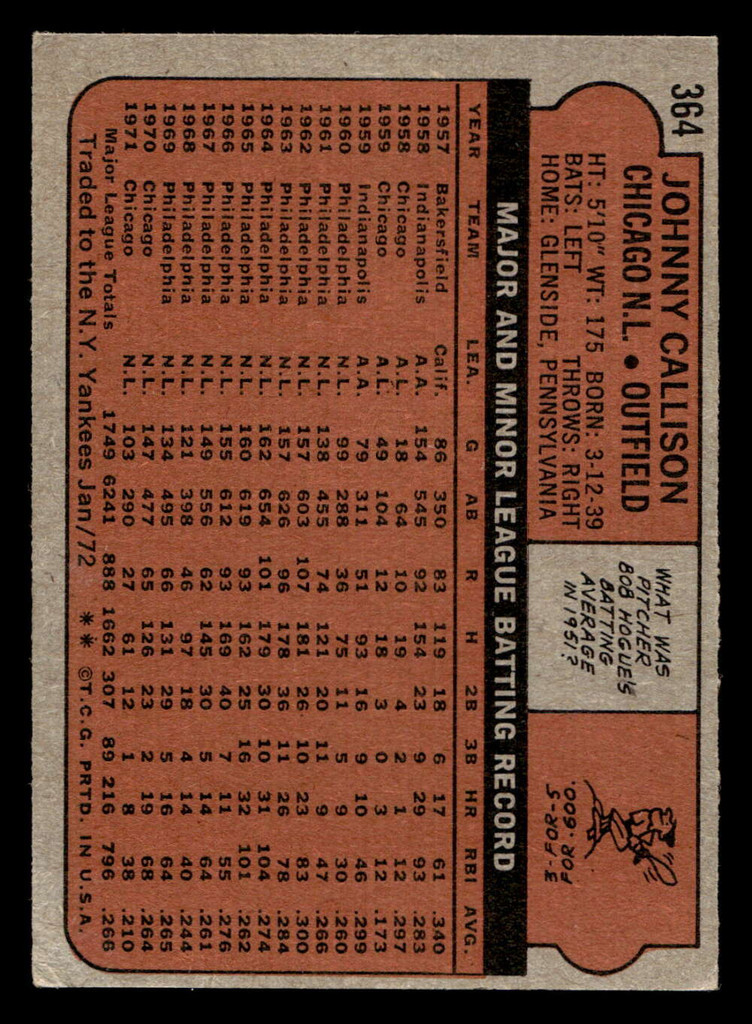 364
JOHNNY CALLISON
CHICAGO N.L. • OUTFIELD
HT: 5'10" WT: 175 BORN: 3-12-39
BATS: LEFT THROWS: RIGHT
HOME: GLENSIDE, PENNSYLVANIA
WHAT WAS
PITCHER
BOB HOGUE'S
BATTING
AVERAGE
IN 1951?
3-FOR-5
FOR .600.
MAJOR AND MINOR LEAGUE BATTING RECORD
YEAR TEAM LEA. G AB R H 2B 3B HR RBI AVG.
1957 Bakersfield Calif. 86 350 83 119 18 6 17 61 .340
1958 Indianapolis A.A. 154 545 92 154 23 9 29 93 .283
1958 Chicago A.L. 18 64 10 19 4 2 1 12 .297
1959 Chicago A.L. 49 104 12 18 3 0 3 12 .173
1959 Indianapolis A.A. 79 311 51 93 16 9 10 46 .299
1960 Philadelphia N.L. 99 288 36 75 11 5 9 30 .260
1961 Philadelphia N.L. 138 455 74 121 20 11 9 47 .266
1962 Philadelphia N.L. 157 603 107 181 26 10 23 83 .300
1963 Philadelphia N.L. 157 626 96 178 36 11 26 78 .284
1964 Philadelphia N.L. 162 654 101 179 30 10 31 104 .274
1965 Philadelphia N.L. 160 619 93 162 25 16 32 101 .262
1966 Philadelphia N.L. 155 612 93 169 40 7 11 55 .276
1967 Philadelphia N.L. 149 556 62 145 30 5 14 64 .261
1968 Philadelphia N.L. 121 398 46 97 18 4 14 40 .244
1969 Philadelphia N.L. 134 495 66 131 29 5 16 64 .265
1970 Chicago N.L. 147 477 65 126 23 2 19 68 .264
1971 Chicago N.L. 103 290 27 61 12 1 8 38 .210
Major League Totals 1749 6241 888 1662 307 89 216 796 .266
Traded to the N.Y. Yankees Jan/72 ** ©T.C.G. PRTD. IN U.S.A.